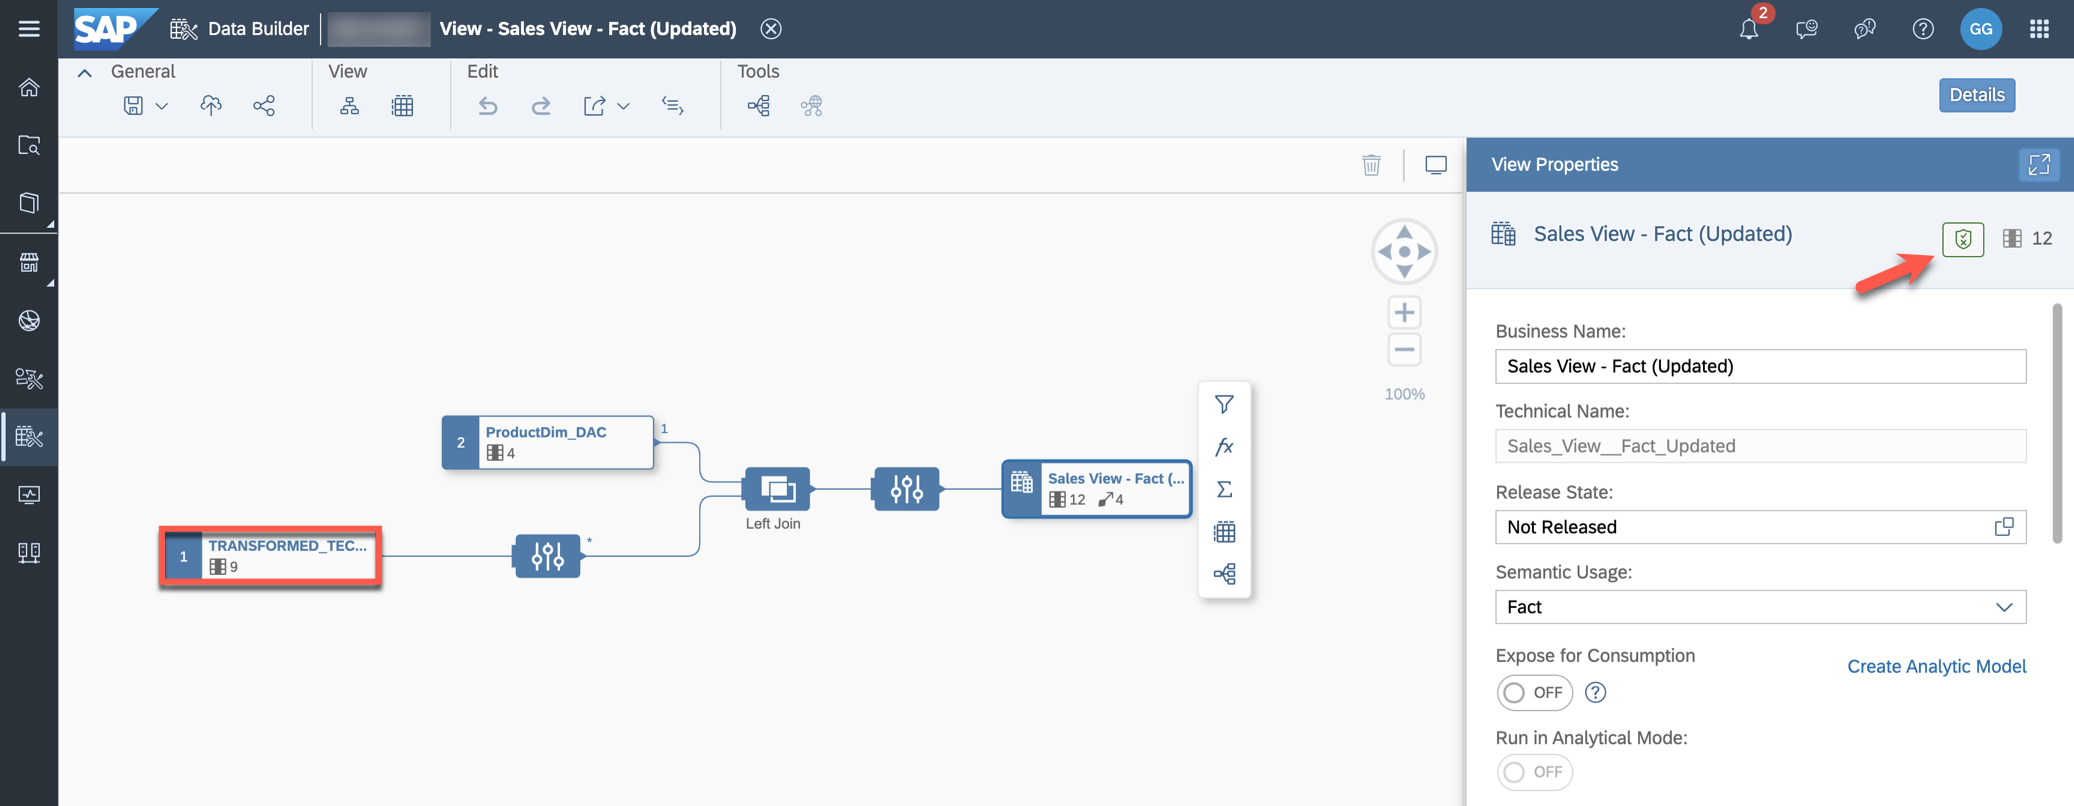 SAP
Data Builder
View - Sales View - Fact (Updated)
2
GG
General
View
Edit
Tools
Details
View Properties
Sales View - Fact (Updated)
12
100%
Business Name:
Sales View - Fact (Updated)
Technical Name:
Sales_View__Fact_Updated
Release State:
Not Released
Semantic Usage:
Fact
Expose for Consumption
Create Analytic Model
OFF
Run in Analytical Mode:
OFF
2
ProductDim_DAC
4
1
Left Join
Sales View - Fact (...
12
4
1
TRANSFORMED_TEC...
9
*
fx
Σ